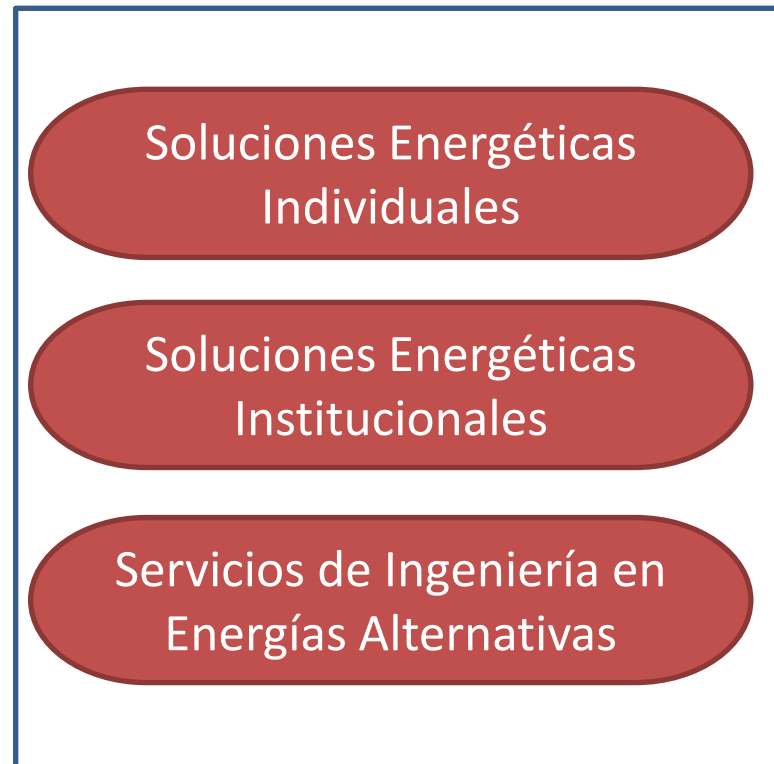 Soluciones Energéticas
Individuales
Soluciones Energéticas
Institucionales
Servicios de Ingeniería en
Energías Alternativas